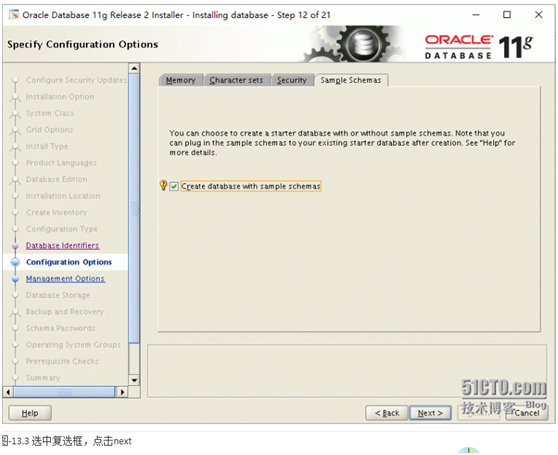 Oracle Database 11g Release 2 Installer - Installing database - Step 12 of 21
Specify Configuration Options
ORACLE
DATABASE 11g
Configure Security Updates
Installation Option
System Class
Grid Options
Install Type
Product Languages
Database Edition
Installation Location
Create Inventory
Configuration Type
Database Identifiers
Configuration Options
Management Options
Database Storage
Backup and Recovery
Schema Passwords
Operating System Groups
Prerequisite Checks
Summary
Memory Character sets Security Sample Schemas
You can choose to create a starter database with or without sample schemas. Note that you
can plug in the sample schemas to your existing starter database after creation. See "Help" for
more details.
Create database with sample schemas
51CTO.com
技术博客 Blog
Help < Back Next > Cancel
图-13.3 选中复选框，点击next